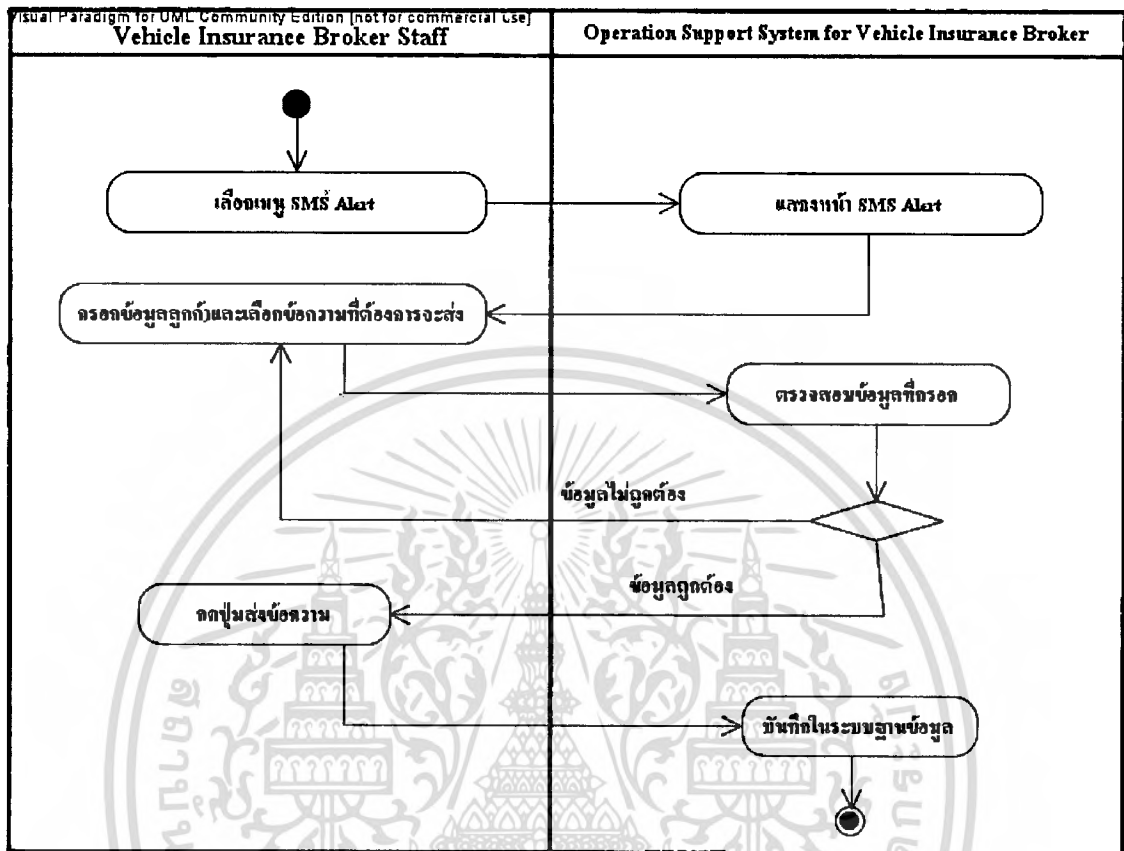 Visual Paradigm for UML Community Edition [not for commercial use]
Vehicle Insurance Broker Staff
Operation Support System for Vehicle Insurance Broker
เลือกเมนู SMS Alert
แสดงหน้า SMS Alert
กรอกข้อมูลลูกค้าและเลือกข้อความที่ต้องการจะส่ง
ตรวจสอบข้อมูลที่กรอก
ข้อมูลไม่ถูกต้อง
ข้อมูลถูกต้อง
กดปุ่มส่งข้อความ
บันทึกในระบบฐานข้อมูล